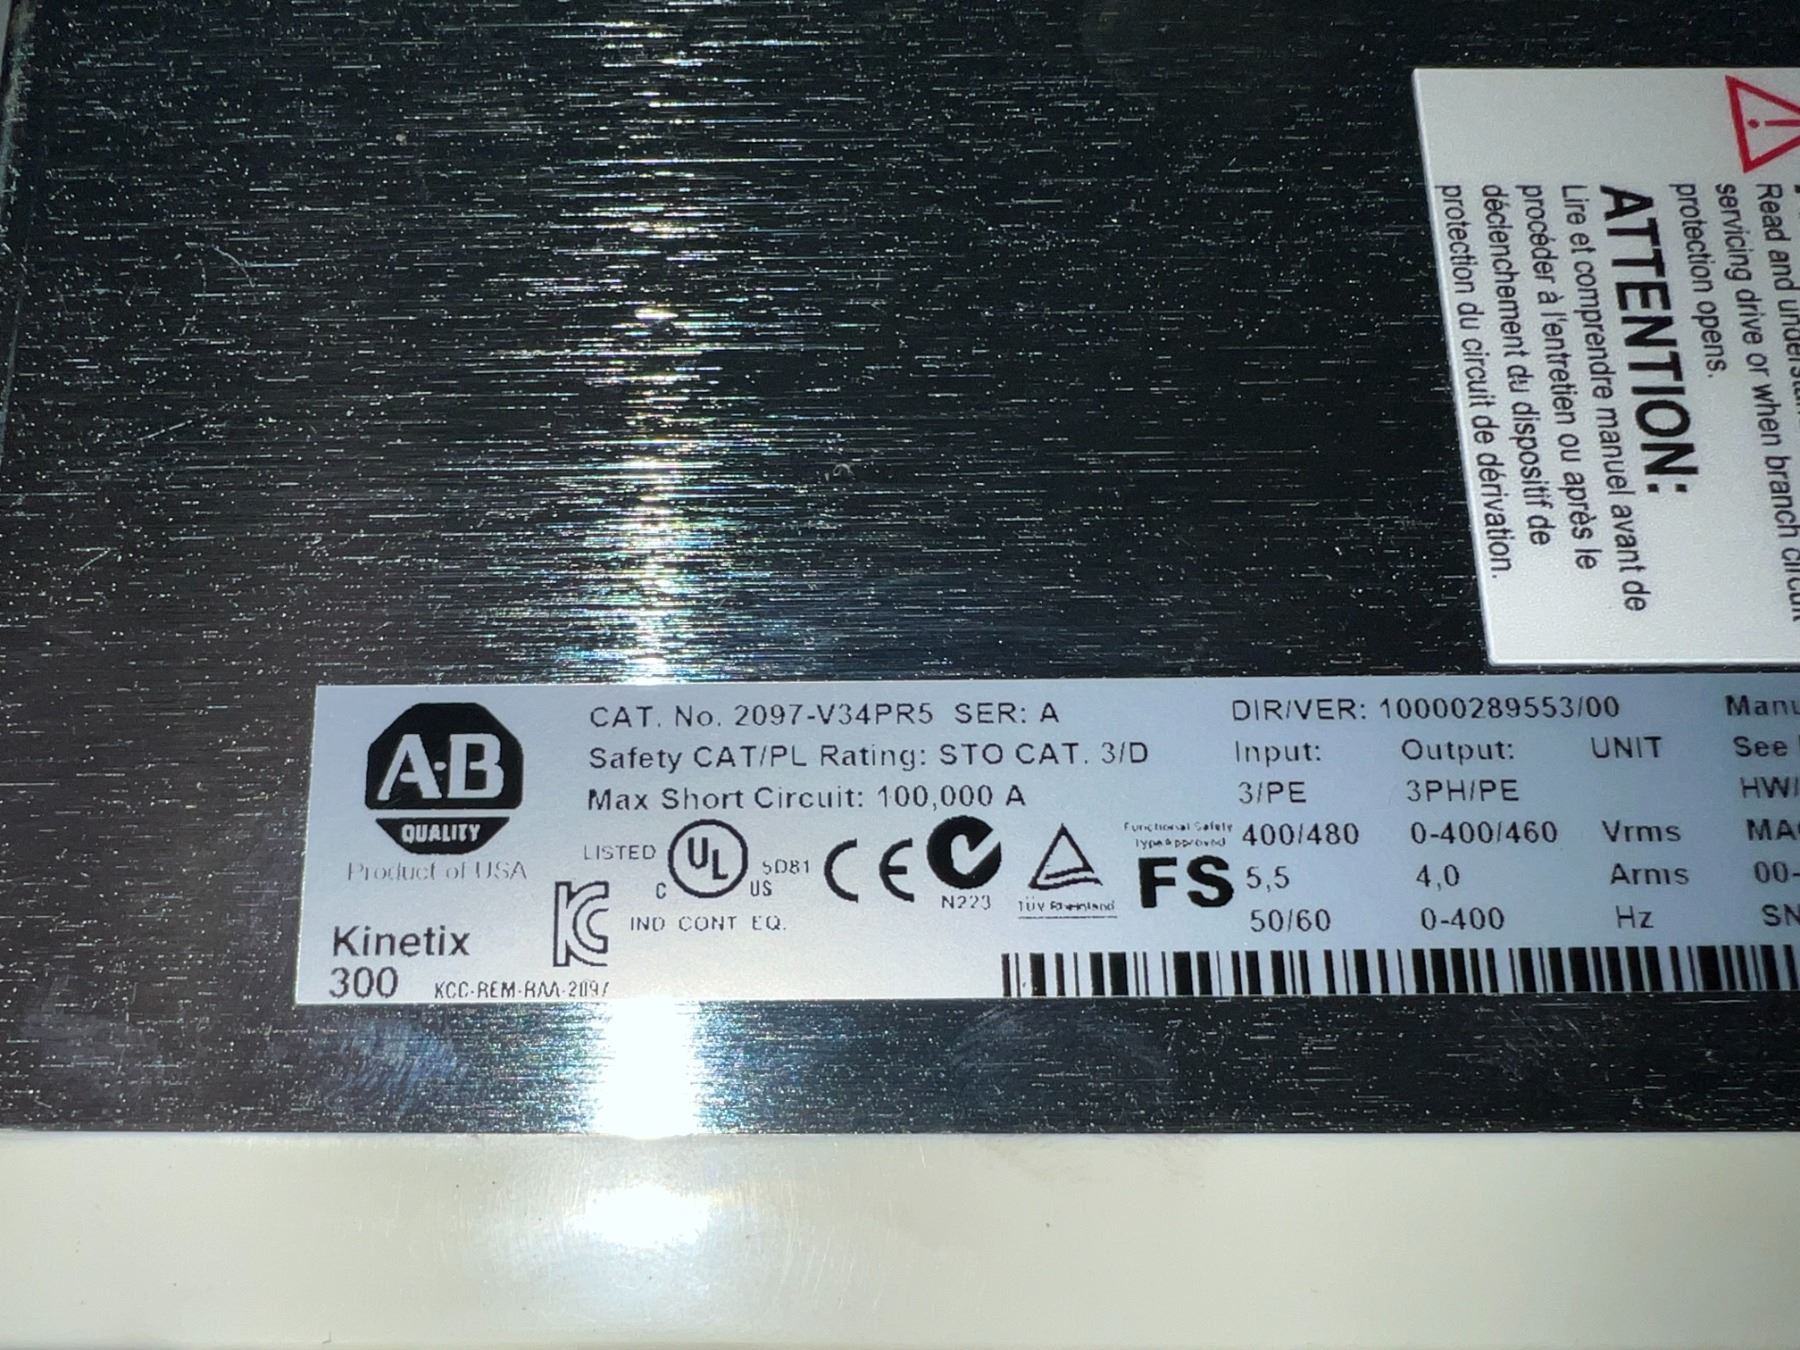 Read and
servicing drive or when branch
protection opens.
ATTENTION:
Lire et comprendre manuel avant de
procéder à l'entretien ou après le
déclenchement du dispositif de
protection du circuit de dérivation.
A-B
QUALITY
Product of USA
Kinetix
300
KCC-REM-RAA-2097
CAT. No. 2097-V34PR5 SER: A
Safety CAT/PL Rating: STO CAT. 3/D
Max Short Circuit: 100,000 A
LISTED
C UL US
5D81
IND CONT EQ.
CE
N223
TÜV Rheinland
Functional Safety
Type Approved
FS
DIR/VER: 10000289553/00
Input: Output: UNIT
3/PE 3PH/PE
400/480 0-400/460 Vrms
5,5 4,0 Arms
50/60 0-400 Hz
See
SN